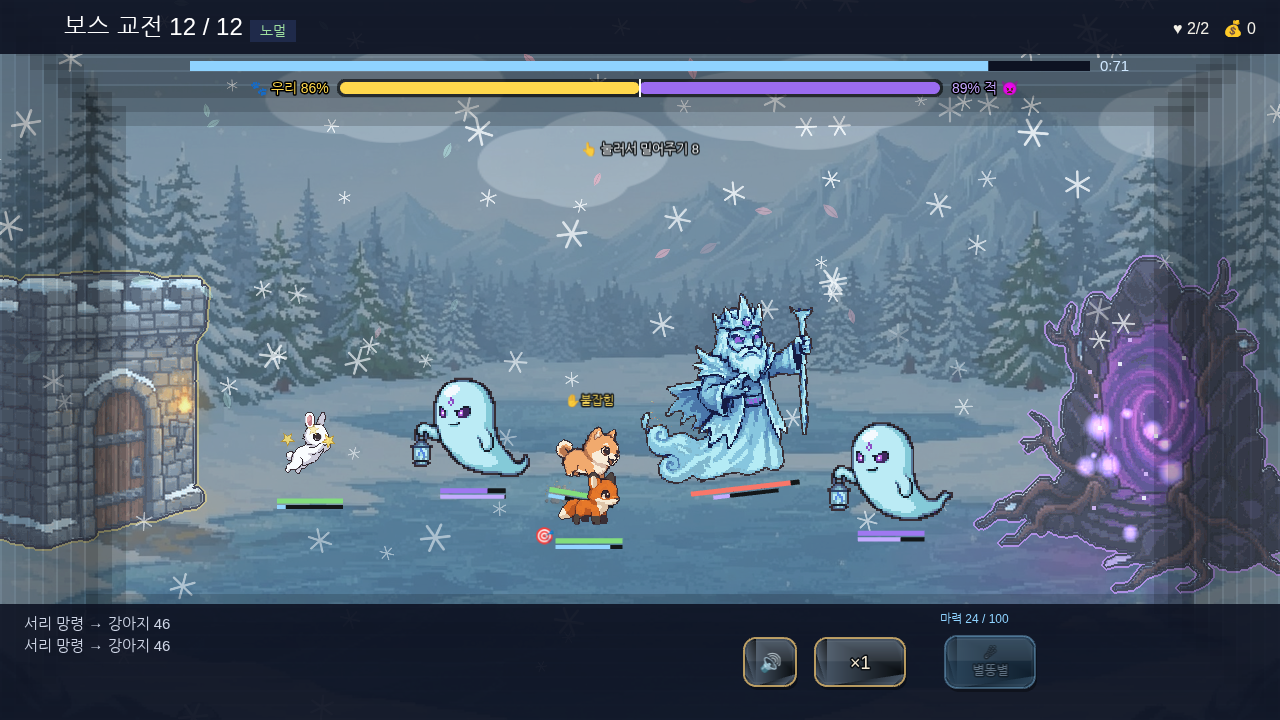 보스 교전 12 / 12 노멀
♥ 2/2 💰 0
0:71
🐾 우리 86%
89% 적 😈
👆 눌러서 밀어주기 8
✋붙잡힘
서리 망령 → 강아지 46
서리 망령 → 강아지 46
마력 24 / 100
×1
별똥별